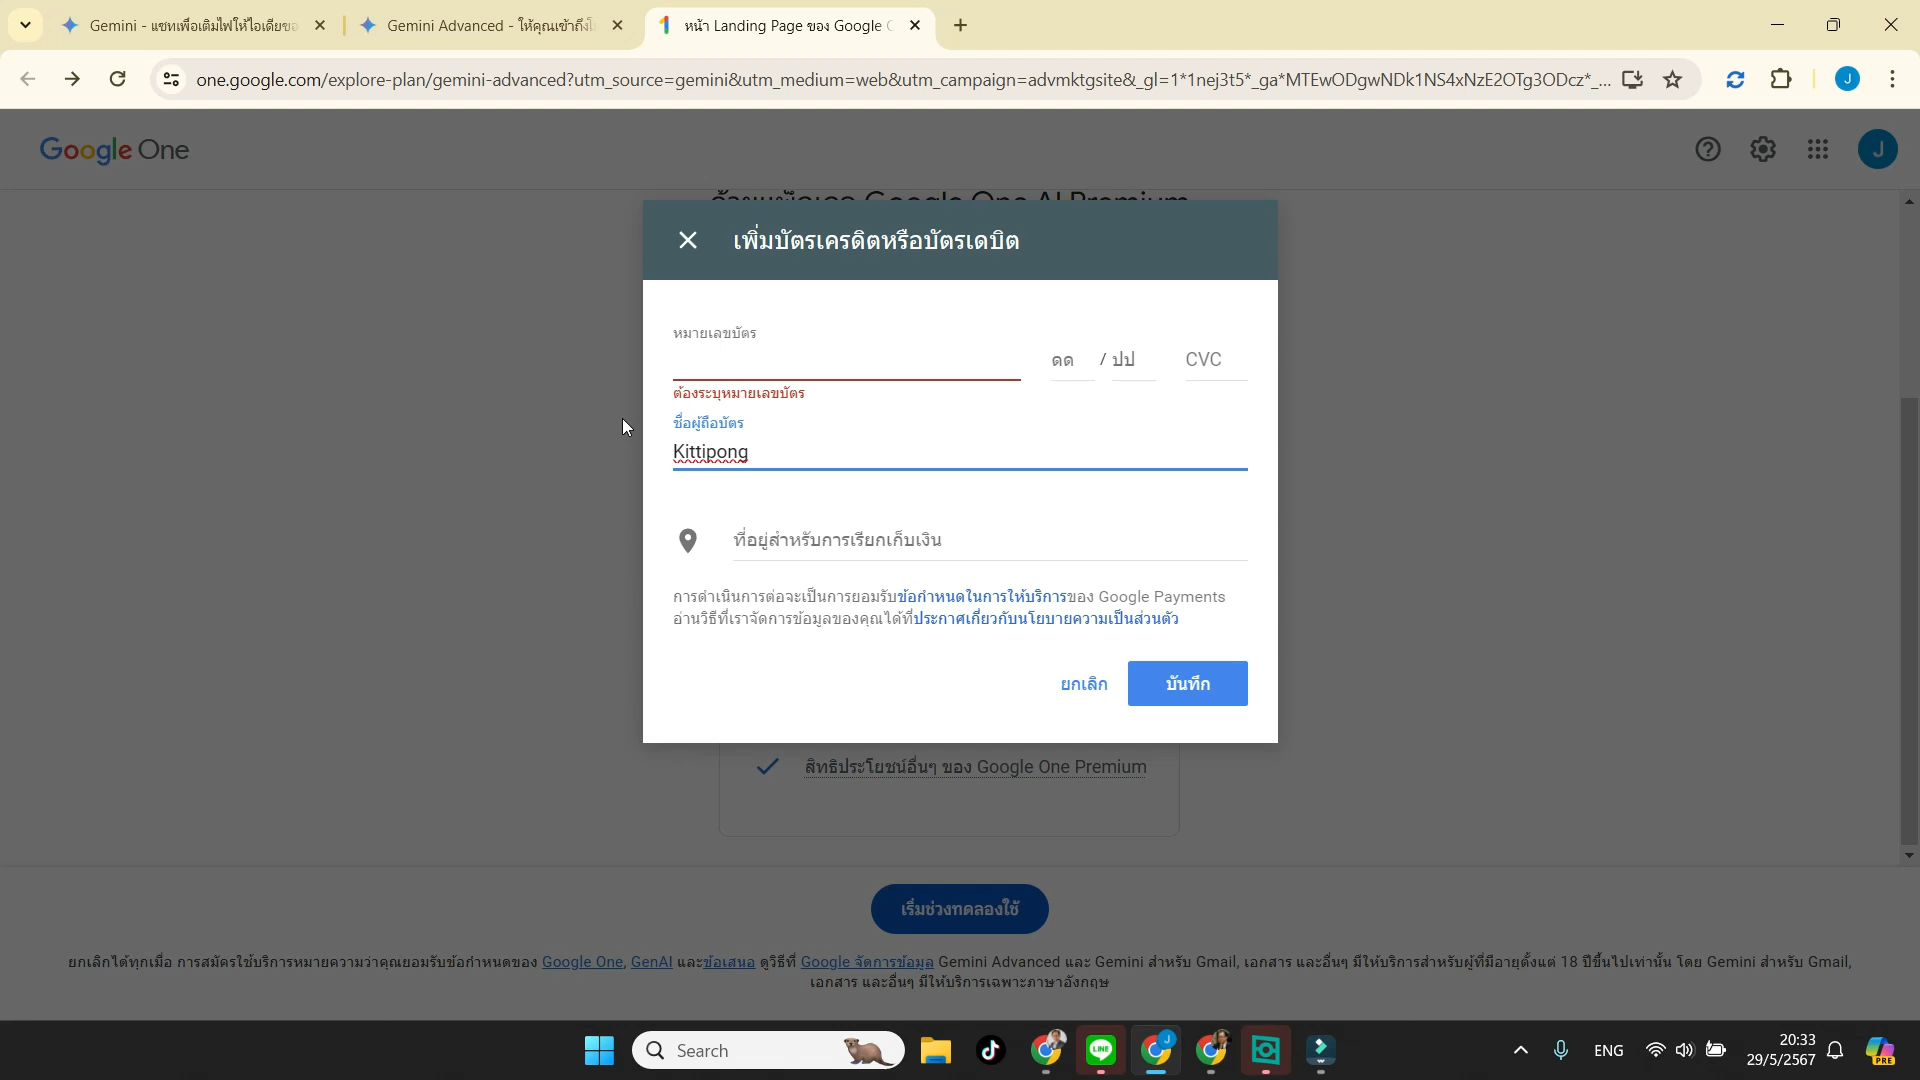 Gemini - แชทเพื่อเติมไฟให้ไอเดียของ
Gemini Advanced - ให้คุณเข้าถึงโม
หน้า Landing Page ของ Google
one.google.com/explore-plan/gemini-advanced?utm_source=gemini&utm_medium=web&utm_campaign=advmktgsite&_gl=1*1nej3t5*_ga*MTEwODgwNDk1NS4xNzE2OTg3ODcz*_...
J
Google One
J
ด้วยแพ็กเกจ Google One AI Premium
เพิ่มบัตรเครดิตหรือบัตรเดบิต
หมายเลขบัตร
ดด / ปป CVC
ต้องระบุหมายเลขบัตร
ชื่อผู้ถือบัตร
Kittipong
ที่อยู่สำหรับการเรียกเก็บเงิน
การดำเนินการต่อจะเป็นการยอมรับข้อกำหนดในการให้บริการของ Google Payments
อ่านวิธีที่เราจัดการข้อมูลของคุณได้ที่ประกาศเกี่ยวกับนโยบายความเป็นส่วนตัว
ยกเลิก บันทึก
สิทธิประโยชน์อื่นๆ ของ Google One Premium
เริ่มช่วงทดลองใช้
ยกเลิกได้ทุกเมื่อ การสมัครใช้บริการหมายความว่าคุณยอมรับข้อกำหนดของ Google One, GenAI และข้อเสนอ ดูวิธีที่ Google จัดการข้อมูล Gemini Advanced และ Gemini สำหรับ Gmail, เอกสาร และอื่นๆ มีให้บริการสำหรับผู้ที่มีอายุตั้งแต่ 18 ปีขึ้นไปเท่านั้น โดย Gemini สำหรับ Gmail,
เอกสาร และอื่นๆ มีให้บริการเฉพาะภาษาอังกฤษ
Search
LINE
J
ENG
20:33
29/5/2567
PRE